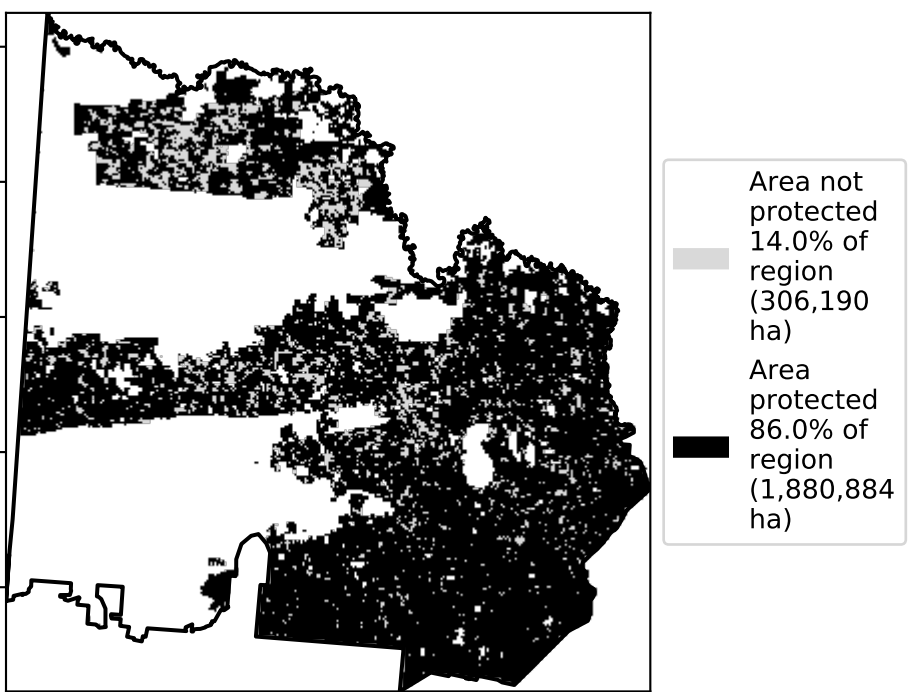 Area not
protected
14.0% of
region
(306,190
ha)
Area
protected
86.0% of
region
(1,880,884
ha)